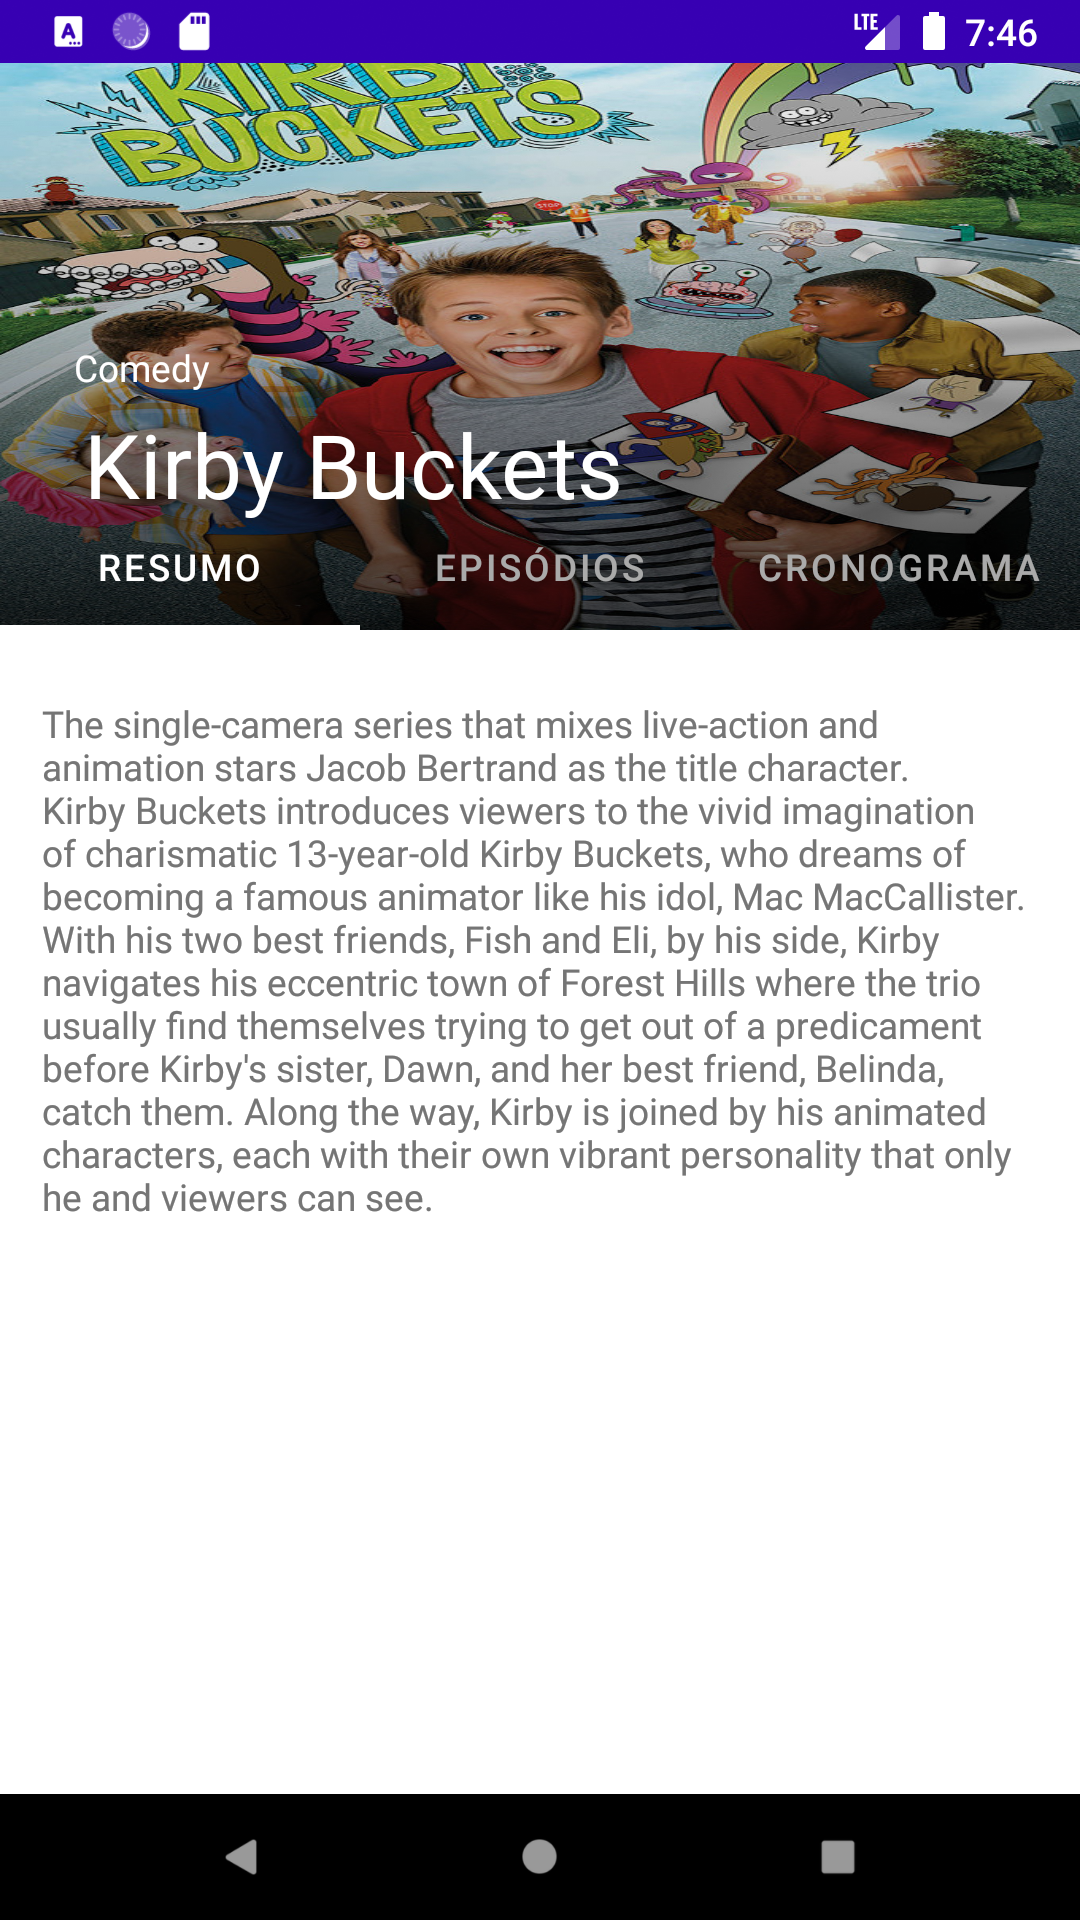 LTE 7:46
KIRBY
BUCKETS
STOP
Comedy
Kirby Buckets
RESUMO EPISÓDIOS CRONOGRAMA
The single-camera series that mixes live-action and
animation stars Jacob Bertrand as the title character.
Kirby Buckets introduces viewers to the vivid imagination
of charismatic 13-year-old Kirby Buckets, who dreams of
becoming a famous animator like his idol, Mac MacCallister.
With his two best friends, Fish and Eli, by his side, Kirby
navigates his eccentric town of Forest Hills where the trio
usually find themselves trying to get out of a predicament
before Kirby's sister, Dawn, and her best friend, Belinda,
catch them. Along the way, Kirby is joined by his animated
characters, each with their own vibrant personality that only
he and viewers can see.